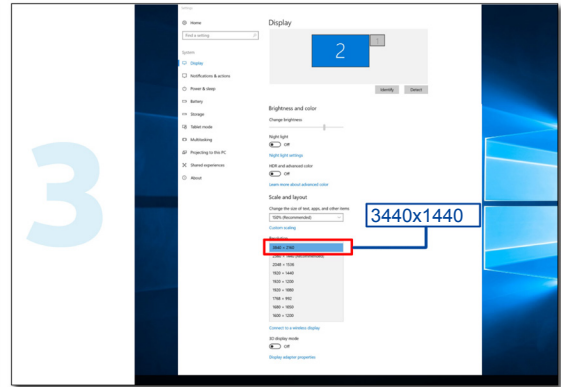 Settings
Home
Find a setting
System
Display
Notifications & actions
Power & sleep
Battery
Storage
Tablet mode
Multitasking
Projecting to this PC
Shared experiences
About
Display
2
1
Identify
Detect
Brightness and color
Change brightness
Night light
Off
Night light settings
HDR and advanced color
Off
Learn more about advanced color
Scale and layout
Change the size of text, apps, and other items
150% (Recommended)
Custom scaling
Resolution
3840 × 2160
2048 × 1536
1920 × 1440
1920 × 1200
1920 × 1080
1768 × 992
1680 × 1050
1600 × 1200
Connect to a wireless display
3D display mode
Off
Display adapter properties
3440x1440
3